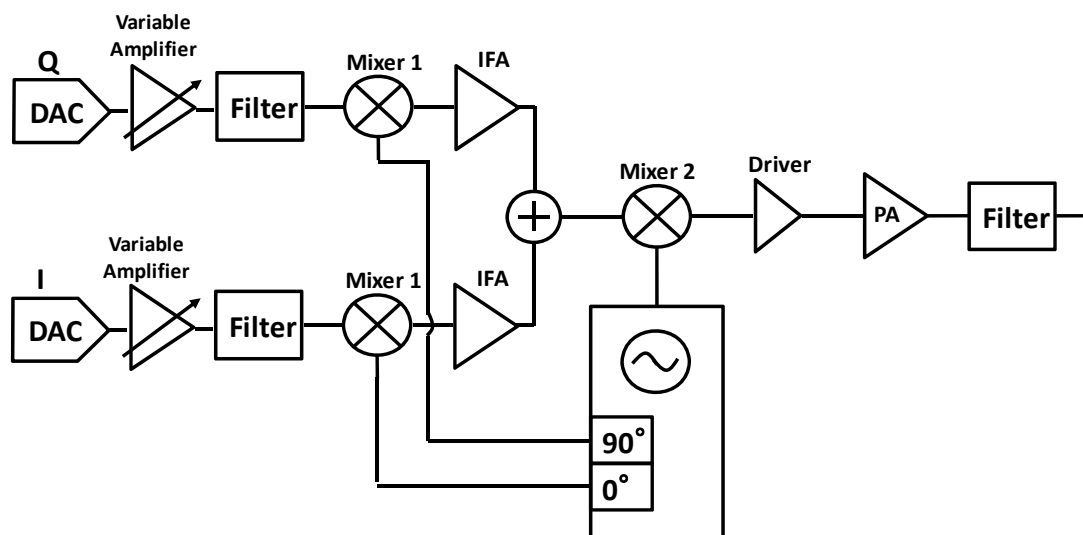 Variable
Amplifier
Q
DAC
Filter
Mixer 1
IFA
Mixer 2
Driver
PA
Filter
Variable
Amplifier
I
DAC
Filter
Mixer 1
IFA
90°
0°